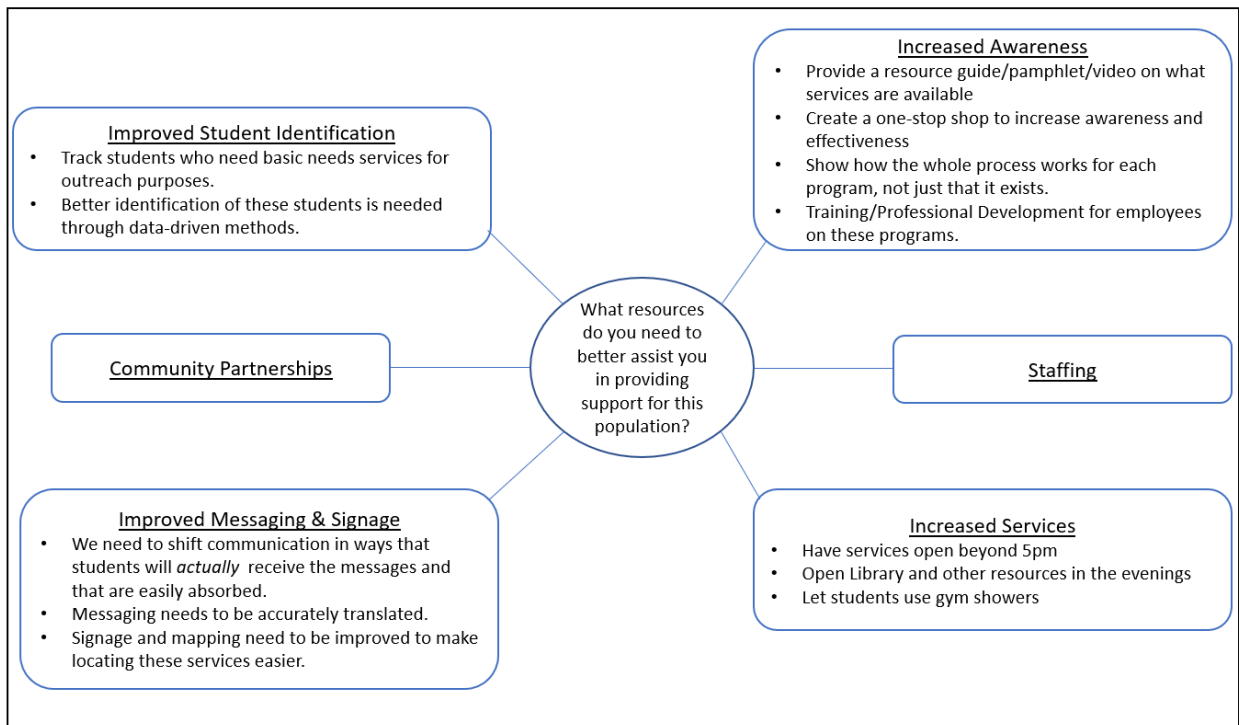 Improved Student Identification
• Track students who need basic needs services for
outreach purposes.
• Better identification of these students is needed
through data-driven methods.
Increased Awareness
• Provide a resource guide/pamphlet/video on what
services are available
• Create a one-stop shop to increase awareness and
effectiveness
• Show how the whole process works for each
program, not just that it exists.
• Training/Professional Development for employees
on these programs.
Community Partnerships
What resources
do you need to
better assist you
in providing
support for this
population?
Staffing
Improved Messaging & Signage
• We need to shift communication in ways that
students will actually receive the messages and
that are easily absorbed.
• Messaging needs to be accurately translated.
• Signage and mapping need to be improved to make
locating these services easier.
Increased Services
• Have services open beyond 5pm
• Open Library and other resources in the evenings
• Let students use gym showers